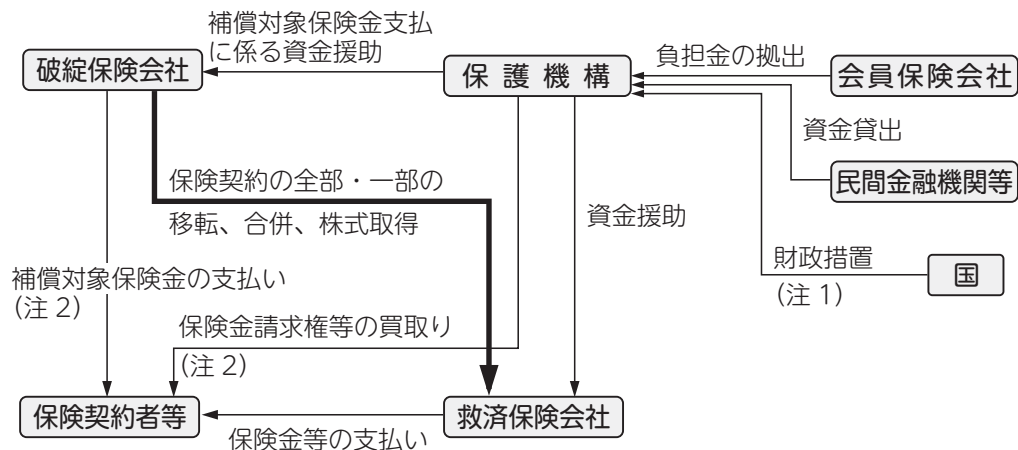 補償対象保険金支払
に係る資金援助
破綻保険会社
保護機構
負担金の拠出
会員保険会社
資金貸出
民間金融機関等
保険契約の全部・一部の
移転、合併、株式取得
資金援助
財政措置
(注 1)
国
補償対象保険金の支払い
(注 2)
保険金請求権等の買取り
(注 2)
保険契約者等
救済保険会社
保険金等の支払い